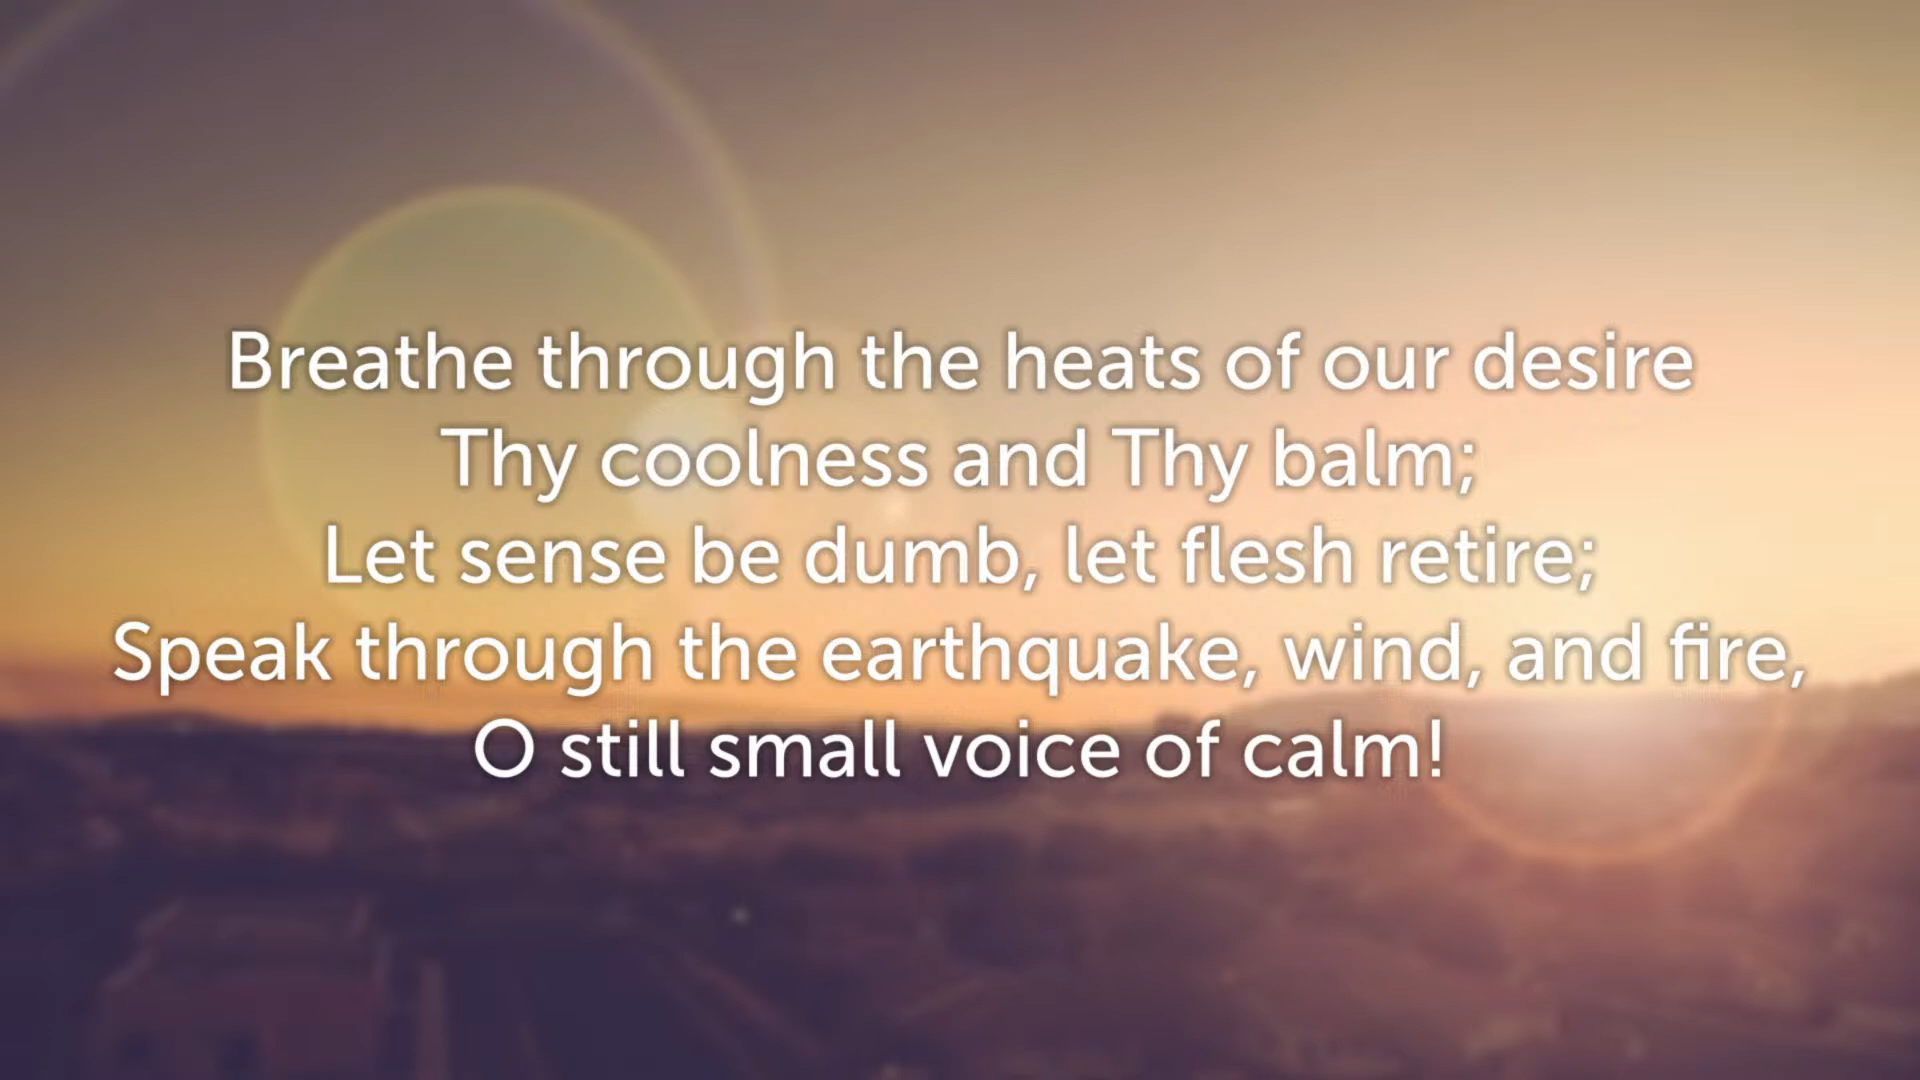 Breathe through the heats of our desire
Thy coolness and Thy balm;
Let sense be dumb, let flesh retire;
Speak through the earthquake, wind, and fire,
O still small voice of calm!